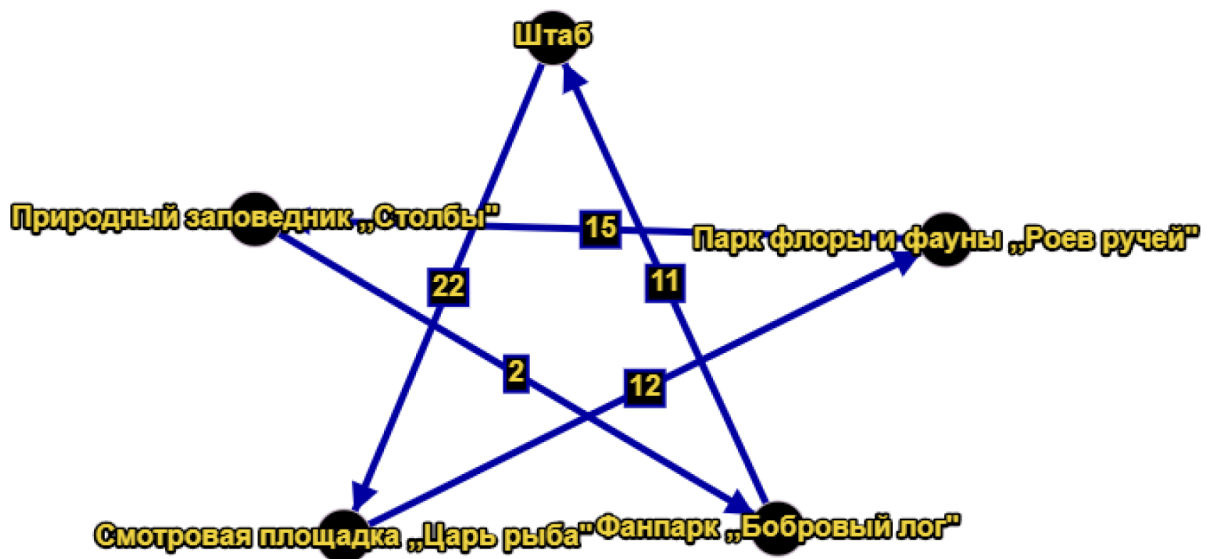 Штаб
Природный заповедник ,,Столбы"
15
Парк флоры и фауны ,,Роев ручей"
22
11
2
12
Смотровая площадка ,,Царь рыба"
Фанпарк ,,Бобровый лог"